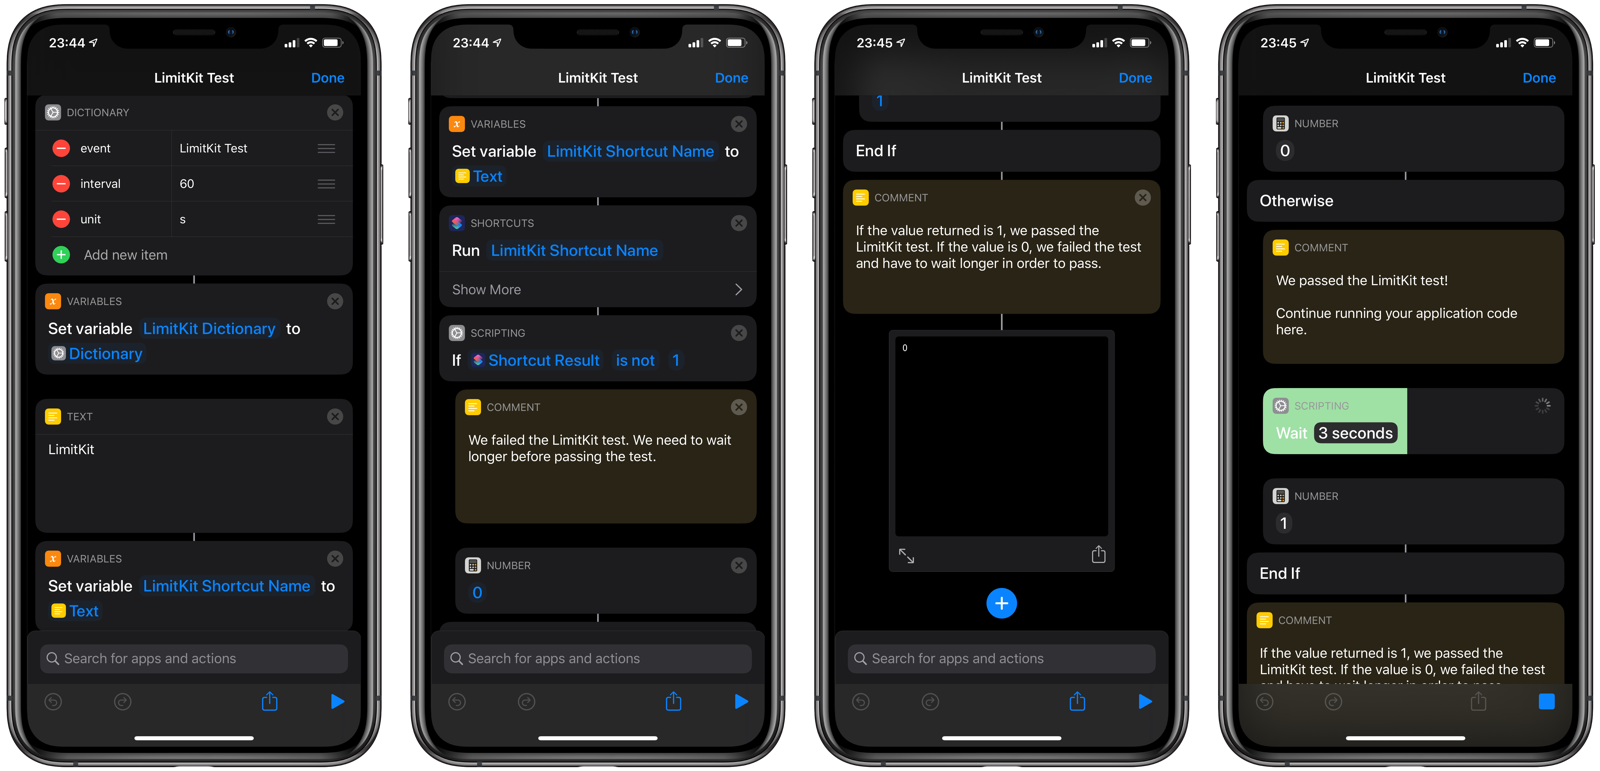 23:44
LimitKit Test
Done
DICTIONARY
event
LimitKit Test
interval
60
unit
s
Add new item
VARIABLES
Set variable LimitKit Dictionary to
Dictionary
TEXT
LimitKit
VARIABLES
Set variable LimitKit Shortcut Name to
Text
Search for apps and actions
23:44
LimitKit Test
Done
VARIABLES
Set variable LimitKit Shortcut Name to
Text
SHORTCUTS
Run LimitKit Shortcut Name
Show More
SCRIPTING
If Shortcut Result is not 1
COMMENT
We failed the LimitKit test. We need to wait
longer before passing the test.
NUMBER
0
Search for apps and actions
23:45
LimitKit Test
Done
1
End If
COMMENT
If the value returned is 1, we passed the
LimitKit test. If the value is 0, we failed the test
and have to wait longer in order to pass.
0
Search for apps and actions
23:45
LimitKit Test
Done
NUMBER
0
Otherwise
COMMENT
We passed the LimitKit test!
Continue running your application code
here.
SCRIPTING
Wait 3 seconds
NUMBER
1
End If
COMMENT
If the value returned is 1, we passed the
LimitKit test. If the value is 0, we failed the test
and have to wait longer in order to pass.